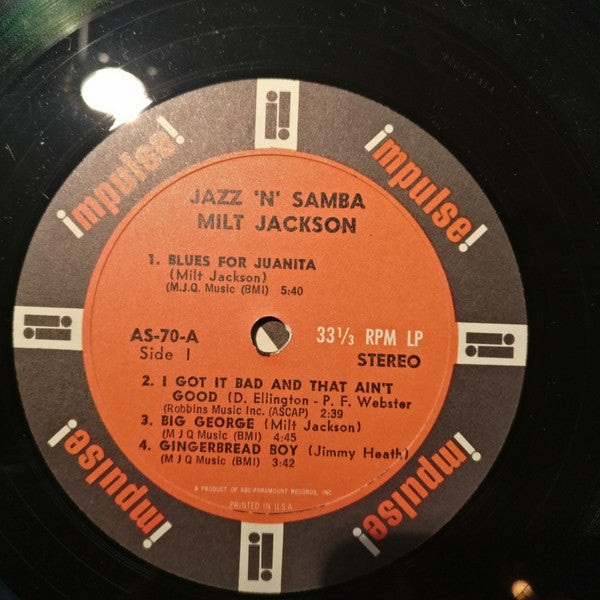 impulse!
impulse!
JAZZ 'N' SAMBA
MILT JACKSON
1. BLUES FOR JUANITA
(Milt Jackson)
(M.J.Q. Music (BMI) 5:40
AS-70-A
Side 1
33 1/3 RPM LP
STEREO
2. I GOT IT BAD AND THAT AIN'T
GOOD (D. Ellington - P. F. Webster
(Robbins Music Inc. (ASCAP) 2:39
3. BIG GEORGE (Milt Jackson)
(M J Q Music (BMI) 4:45
4. GINGERBREAD BOY (Jimmy Heath)
(M J Q Music (BMI) 3:42
A PRODUCT OF ABC-PARAMOUNT RECORDS, INC.
PRINTED IN U.S.A.
impulse!
impulse!